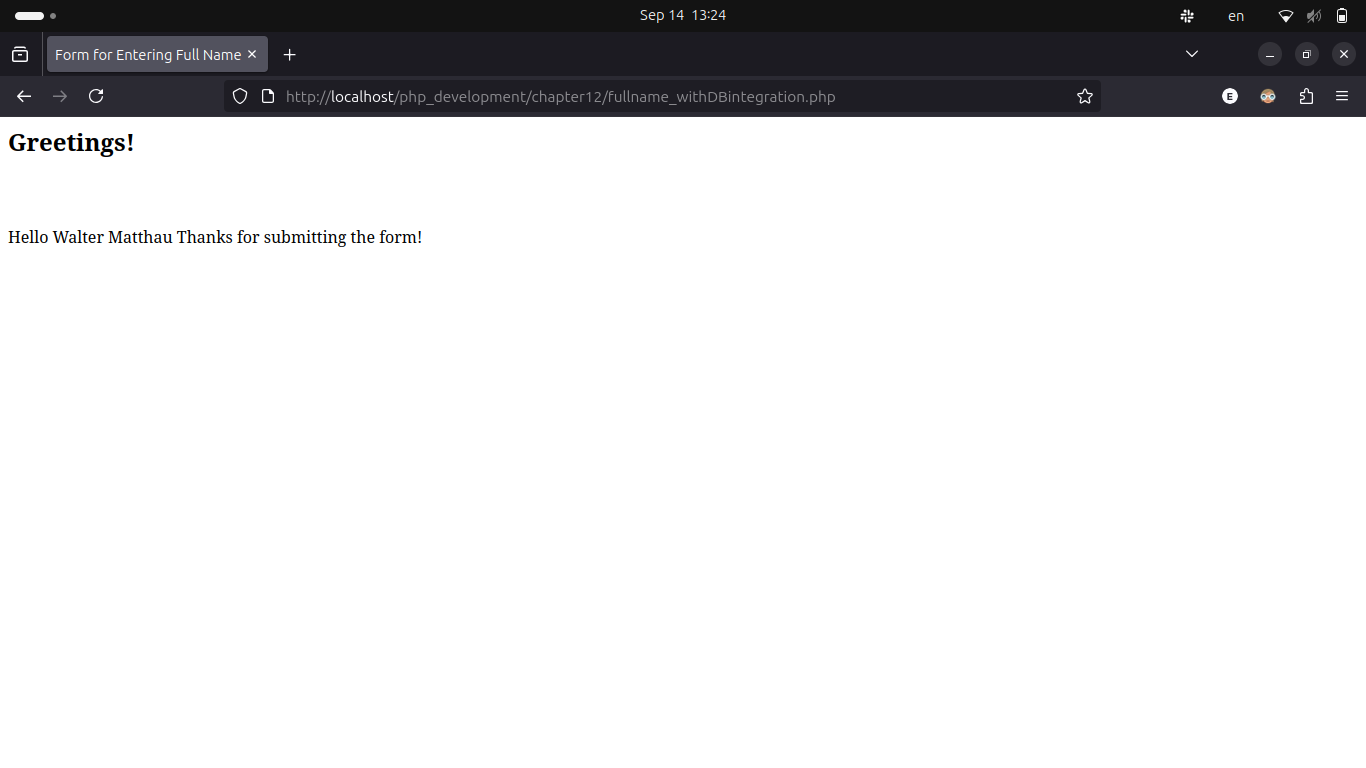 Sep 14 13:24
en
Form for Entering Full Name
E
http://localhost/php_development/chapter12/fullname_withDBintegration.php
Greetings!
Hello Walter Matthau Thanks for submitting the form!